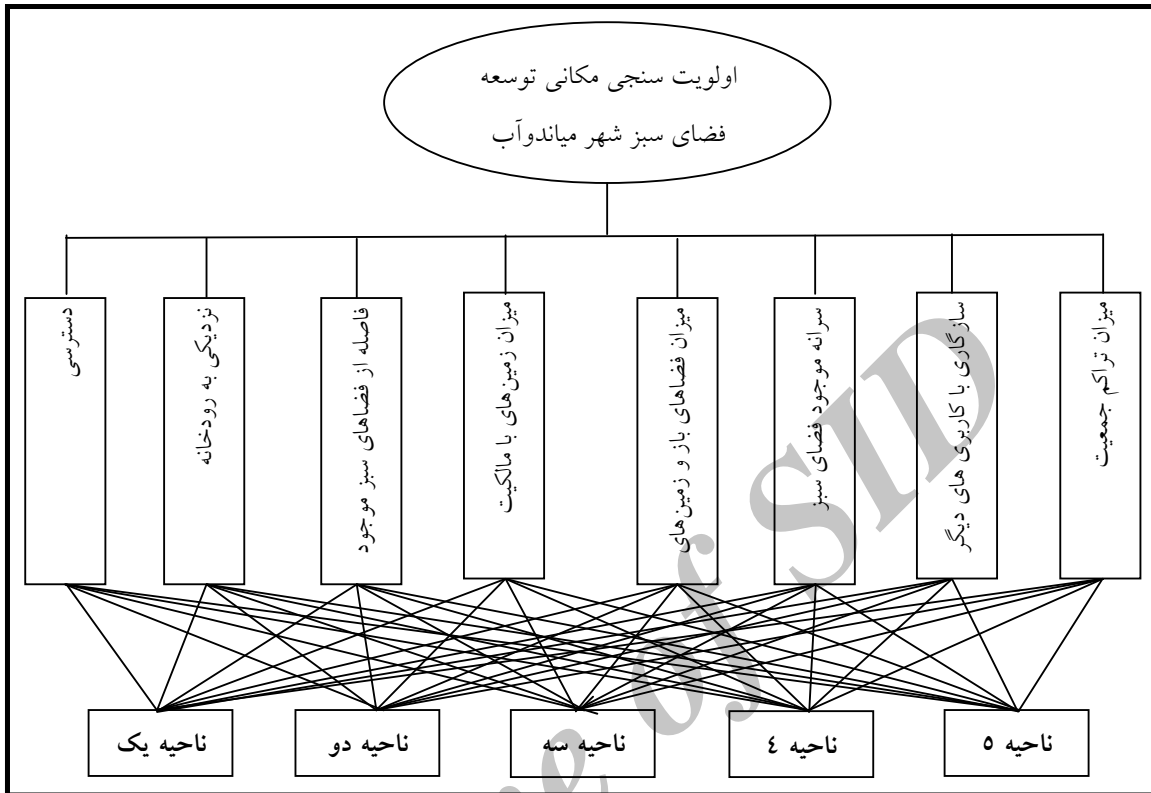 اولویت سنجی مکانی توسعه
فضای سبز شهر میاندوآب
میزان تراکم جمعیت
سازگاری با کاربری های دیگر
سرانه موجود فضای سبز
میزان فضاهای باز و زمین‌های
میزان زمین‌های با مالکیت
فاصله از فضاهای سبز موجود
نزدیکی به رودخانه
دسترسی
ناحیه ٥
ناحیه ٤
ناحیه سه
ناحیه دو
ناحیه یک
of SID